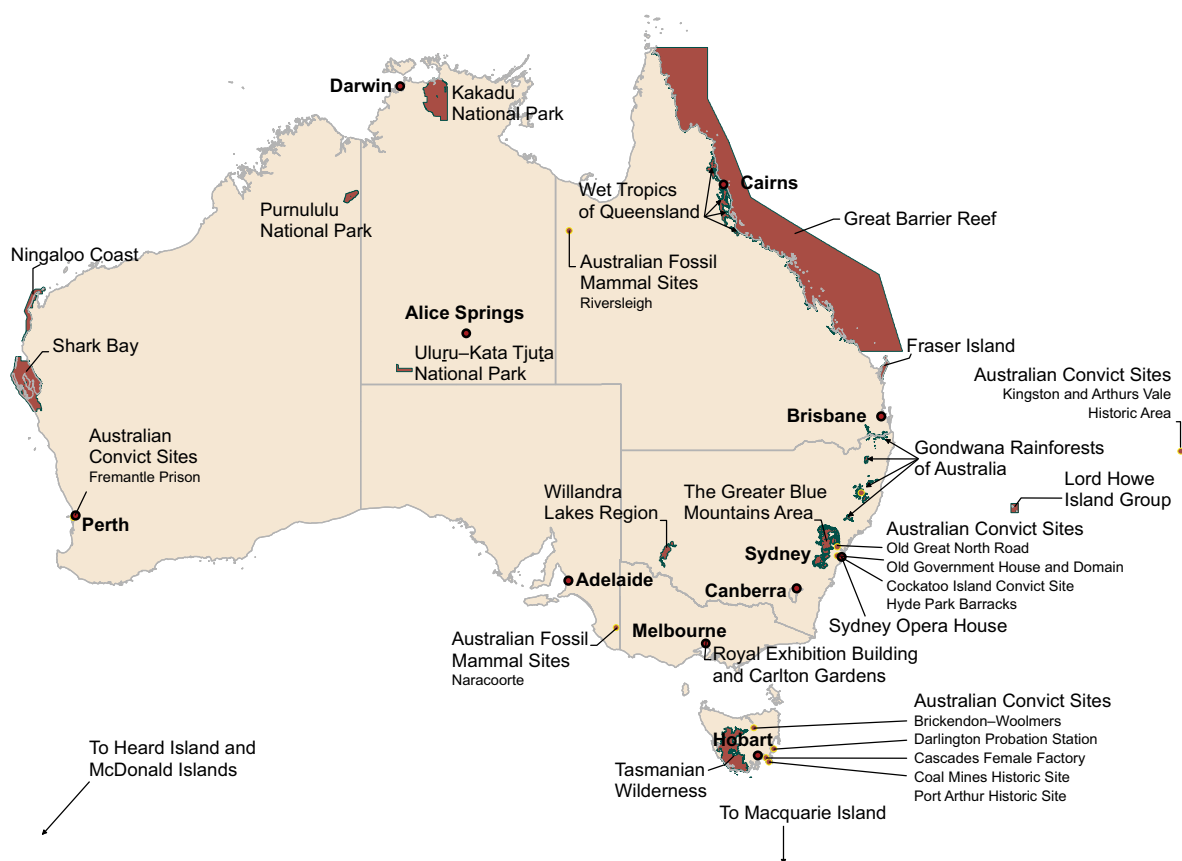 Darwin
Kakadu
National Park
Cairns
Wet Tropics
of Queensland
Purnululu
National Park
Great Barrier Reef
Ningaloo Coast
Australian Fossil
Mammal Sites
Riversleigh
Alice Springs
Shark Bay
Uluṟu–Kata Tjuṯa
National Park
Fraser Island
Australian Convict Sites
Kingston and Arthurs Vale
Historic Area
Brisbane
Australian
Convict Sites
Fremantle Prison
Gondwana Rainforests
of Australia
Perth
Willandra
Lakes Region
The Greater Blue
Mountains Area
Lord Howe
Island Group
Australian Convict Sites
Old Great North Road
Old Government House and Domain
Cockatoo Island Convict Site
Hyde Park Barracks
Sydney
Adelaide
Canberra
Sydney Opera House
Australian Fossil
Mammal Sites
Naracoorte
Melbourne
Royal Exhibition Building
and Carlton Gardens
Australian Convict Sites
Brickendon–Woolmers
Darlington Probation Station
Cascades Female Factory
Coal Mines Historic Site
Port Arthur Historic Site
Hobart
Tasmanian
Wilderness
To Heard Island and
McDonald Islands
To Macquarie Island